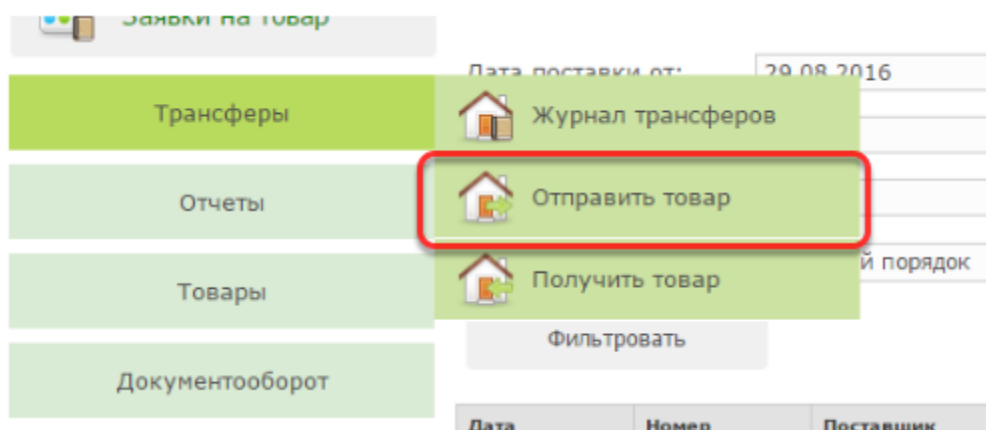 Заявки на товар
Дата поставки от:
29.08.2016
Трансферы
Журнал трансферов
Отчеты
Отправить товар
й порядок
Товары
Получить товар
Фильтровать
Документооборот
Дата
Номер
Поставщик